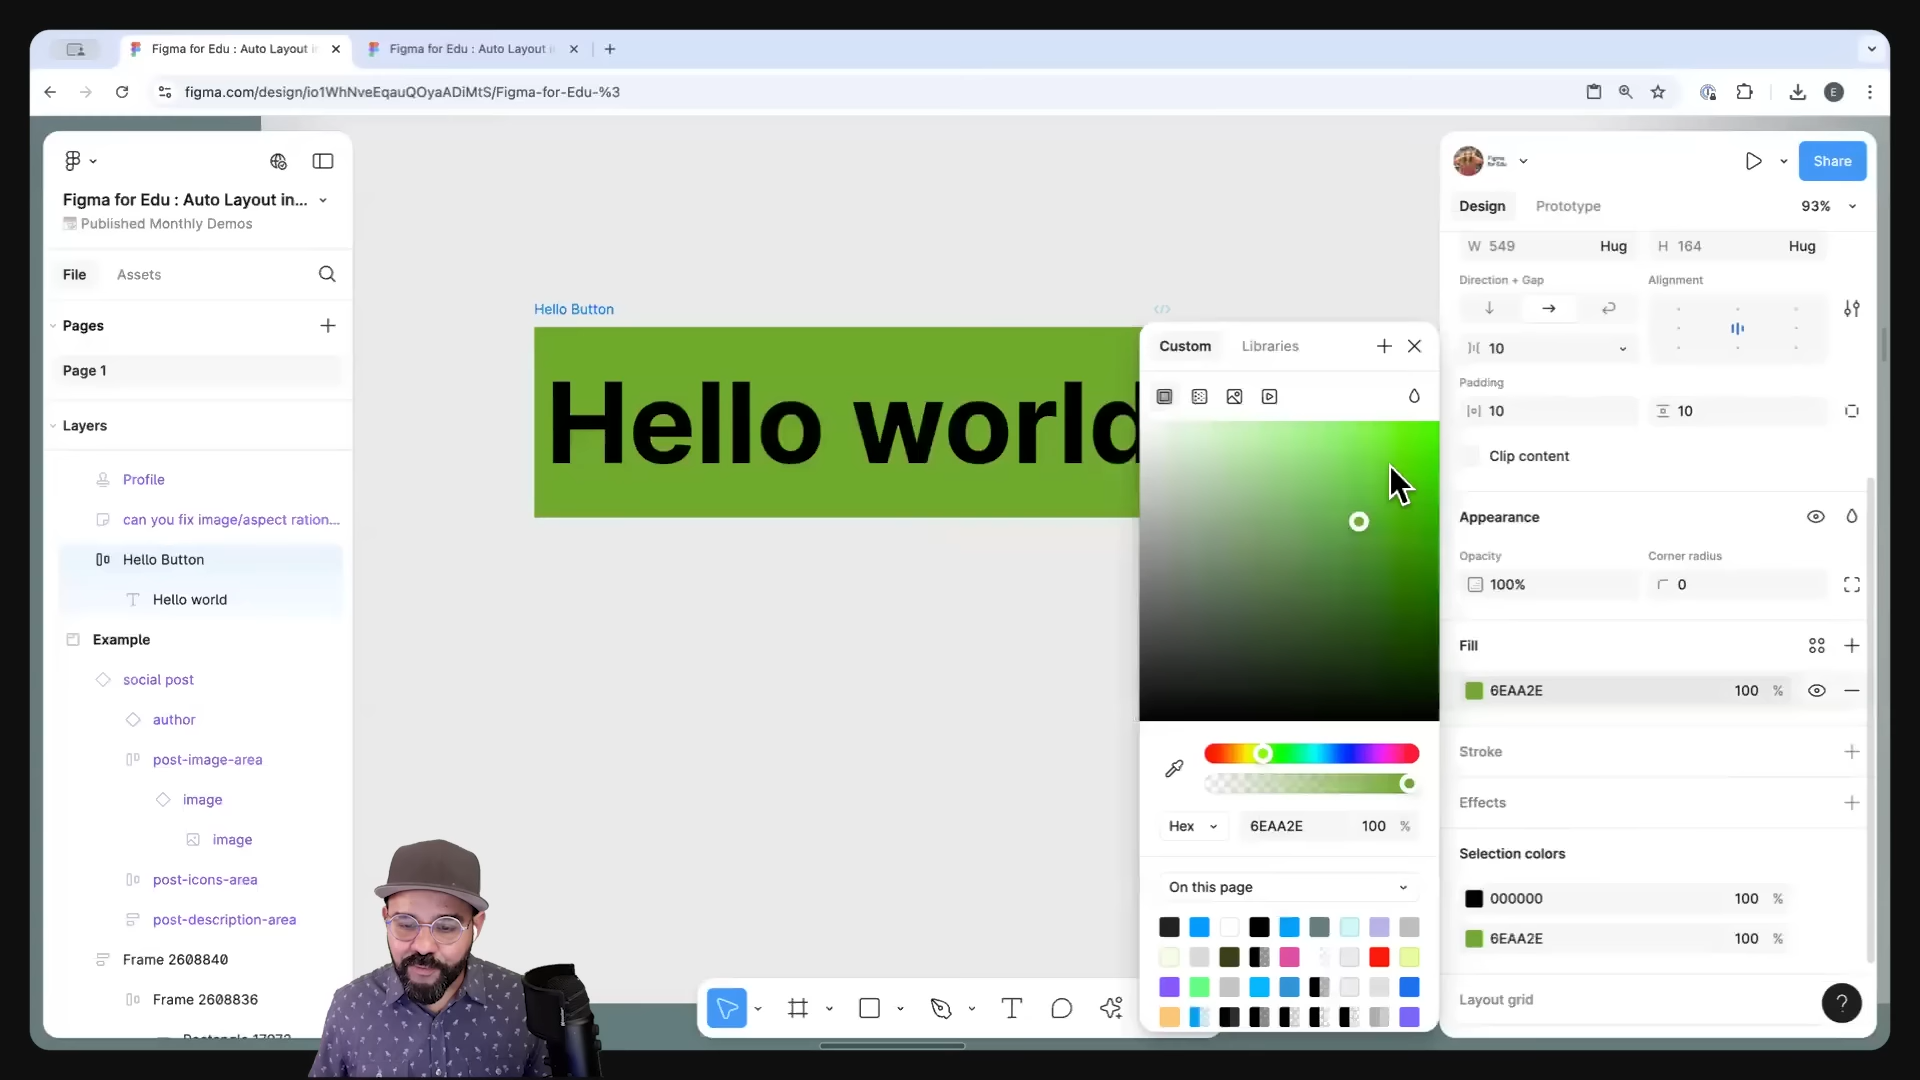 Figma for Edu : Auto Layout i
Figma for Edu : Auto Layout i
figma.com/design/io1WhNveEqauQOyaADiMtS/Figma-for-Edu-%3
E
Figma for Edu : Auto Layout in...
Published Monthly Demos
File
Assets
Pages
Page 1
Layers
Profile
can you fix image/aspect ration...
Hello Button
Hello world
Example
social post
author
post-image-area
image
image
post-icons-area
post-description-area
Frame 2608840
Frame 2608836
Hello Button
Hello world
Custom
Libraries
Hex
6EAA2E
100 %
On this page
Figma for Edu
Share
Design
Prototype
93%
W 549 Hug
H 164 Hug
Direction + Gap
Alignment
10
Padding
10
10
Clip content
Appearance
Opacity
Corner radius
100%
0
Fill
6EAA2E
100 %
Stroke
Effects
Selection colors
000000
100 %
6EAA2E
100 %
Layout grid
?